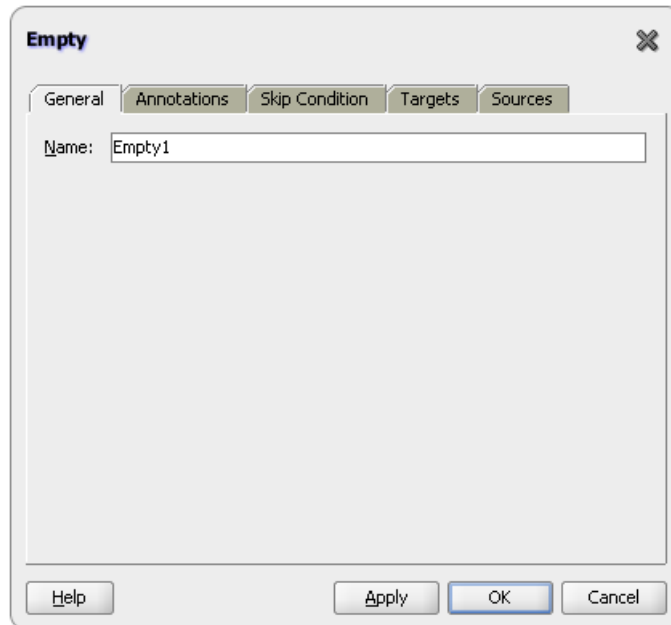 Empty
General Annotations Skip Condition Targets Sources
Name: Empty1
Help Apply OK Cancel